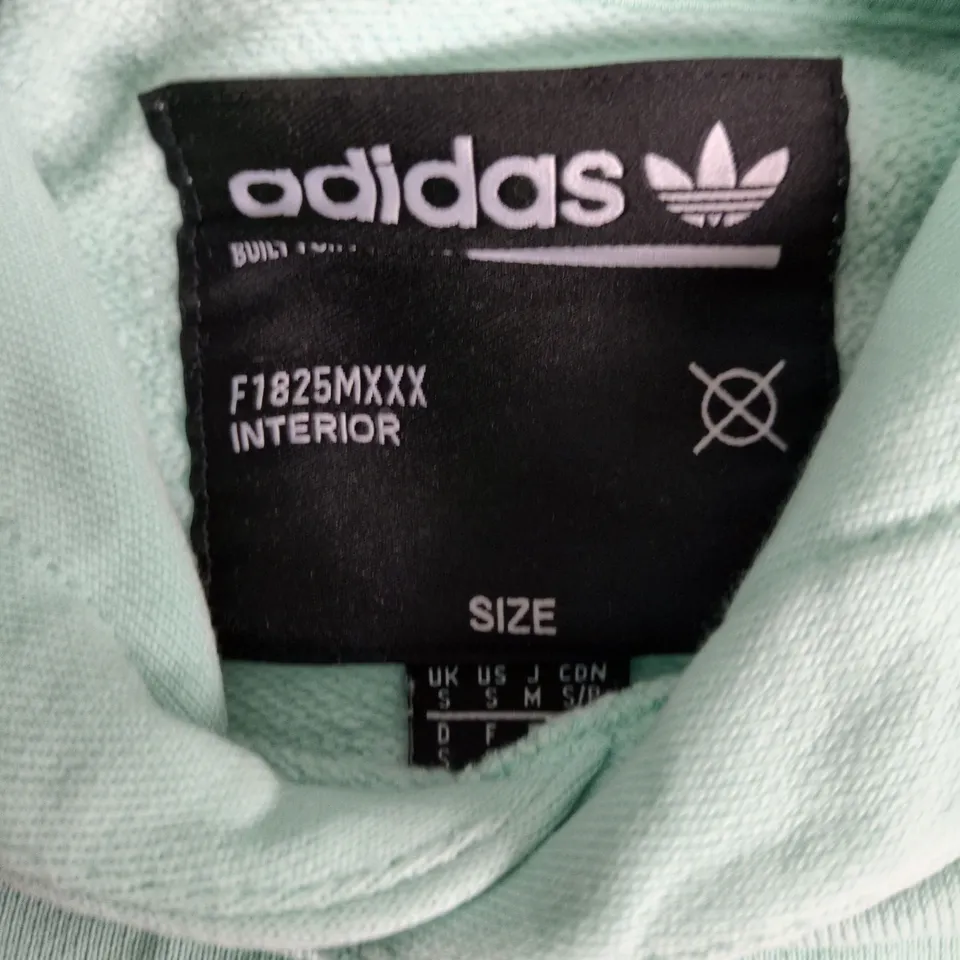 adidas
BUILT
F1825MXXX
INTERIOR
SIZE
UK US J CDN
S S M S/P
D F
S